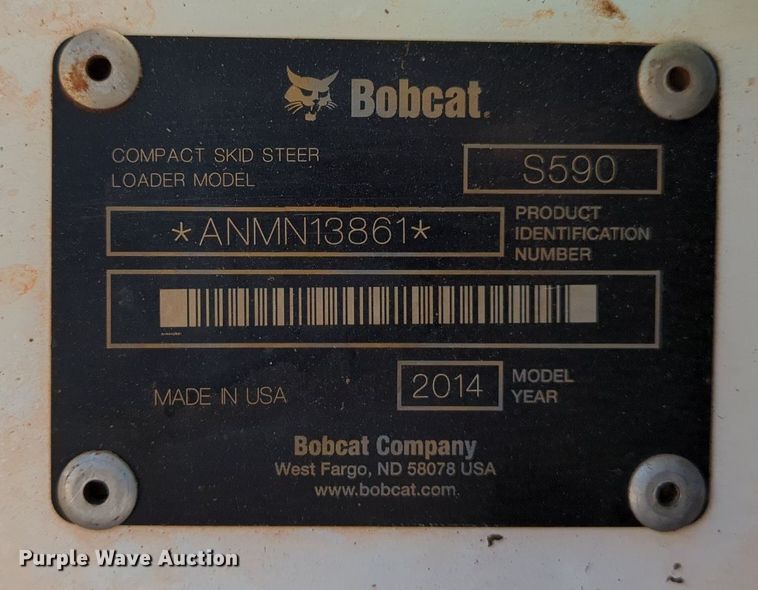 Bobcat®
COMPACT SKID STEER
LOADER MODEL
S590
*ANMN13861*
PRODUCT
IDENTIFICATION
NUMBER
MADE IN USA
2014
MODEL
YEAR
Bobcat Company
West Fargo, ND 58078 USA
www.bobcat.com
Purple Wave Auction